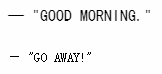 — "GOOD MORNING."
— "GO AWAY!"